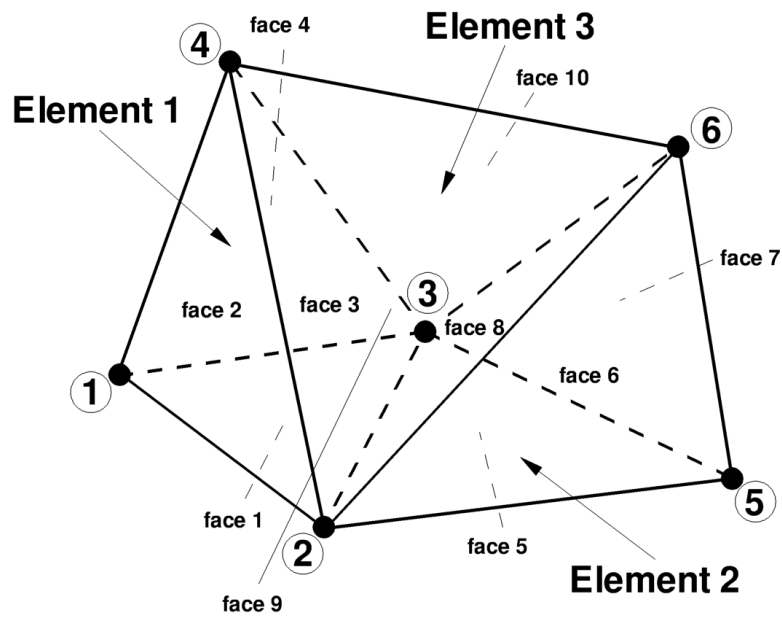 face 4
Element 3
4
face 10
Element 1
6
face 7
3
face 2
face 3
face 8
1
face 6
face 1
5
2
face 5
Element 2
face 9